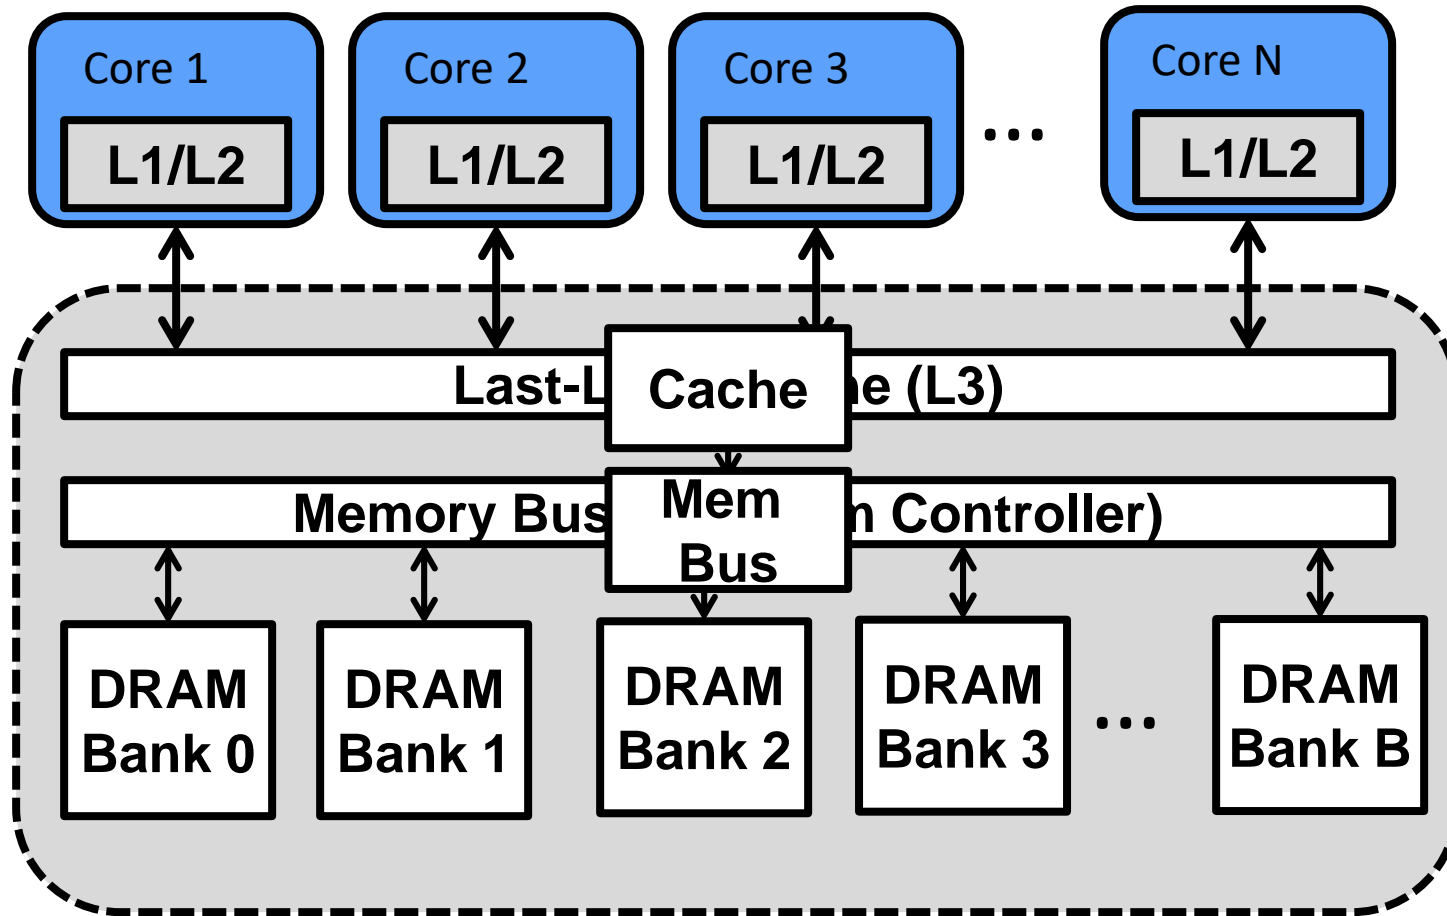 Core 1
Core 2
Core 3
Core N
L1/L2
L1/L2
L1/L2
...
L1/L2
Cache
Last-L
e (L3)
Mem
Bus
Memory Bus
Controller)
DRAM
Bank 0
DRAM
Bank 1
DRAM
Bank 2
DRAM
Bank 3
...
DRAM
Bank B